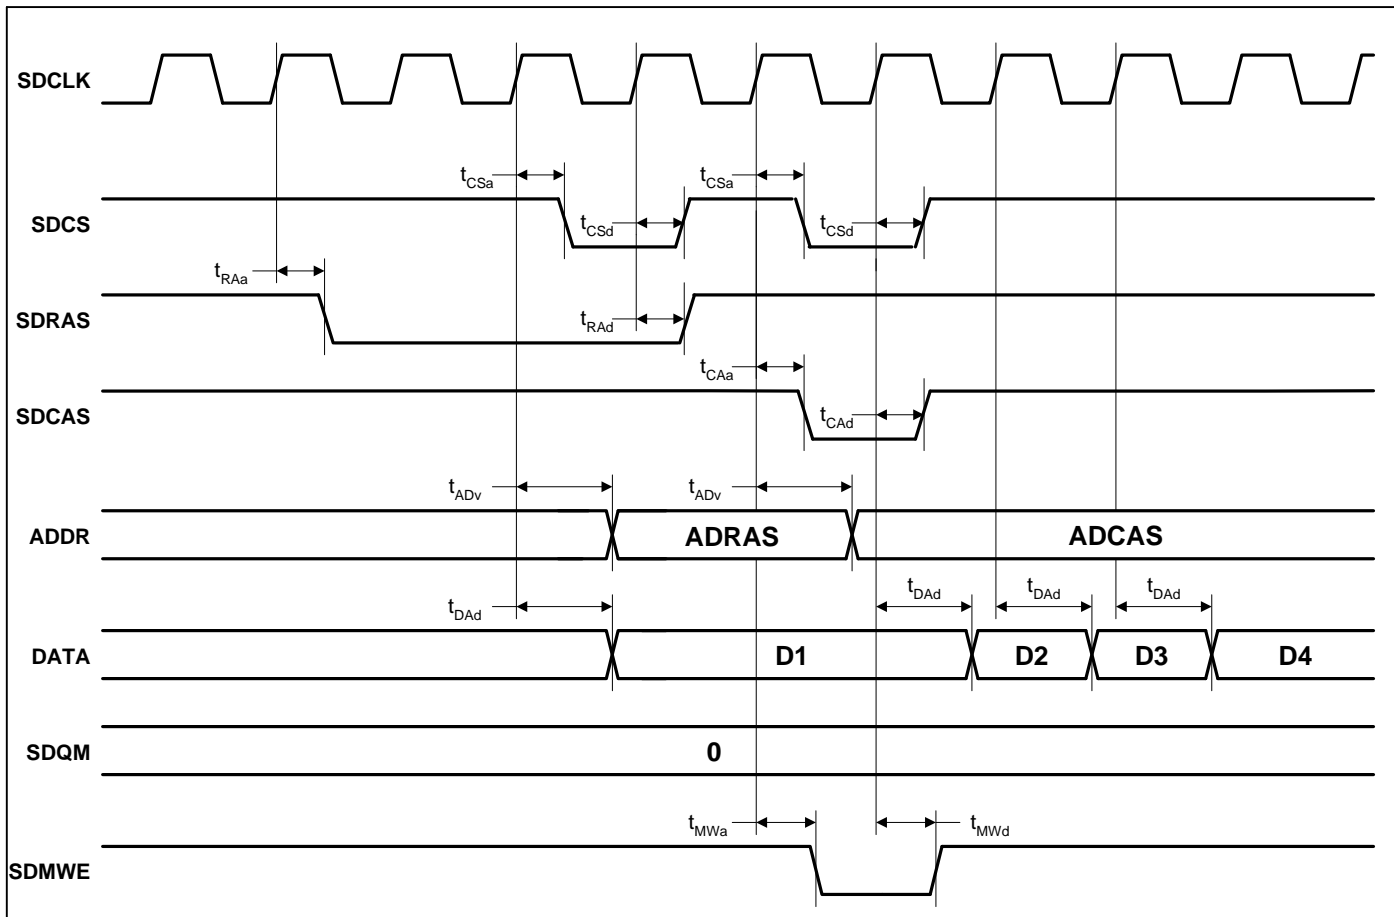 SDCLK
tCSa tCSa
SDCS
tCSd tCSd
tRAa
SDRAS
tRAd
tCAa
SDCAS
tCAd
tADv tADv
ADDR
ADRAS ADCAS
tDAd tDAd tDAd tDAd
DATA
D1 D2 D3 D4
SDQM
0
tMWa tMWd
SDMWE